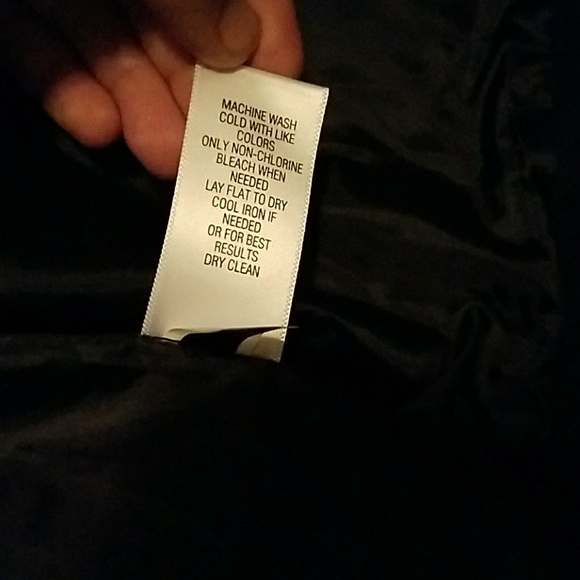 MACHINE WASH
COLD WITH LIKE
COLORS
ONLY NON-CHLORINE
BLEACH WHEN
NEEDED
LAY FLAT TO DRY
COOL IRON IF
NEEDED
OR FOR BEST
RESULTS
DRY CLEAN